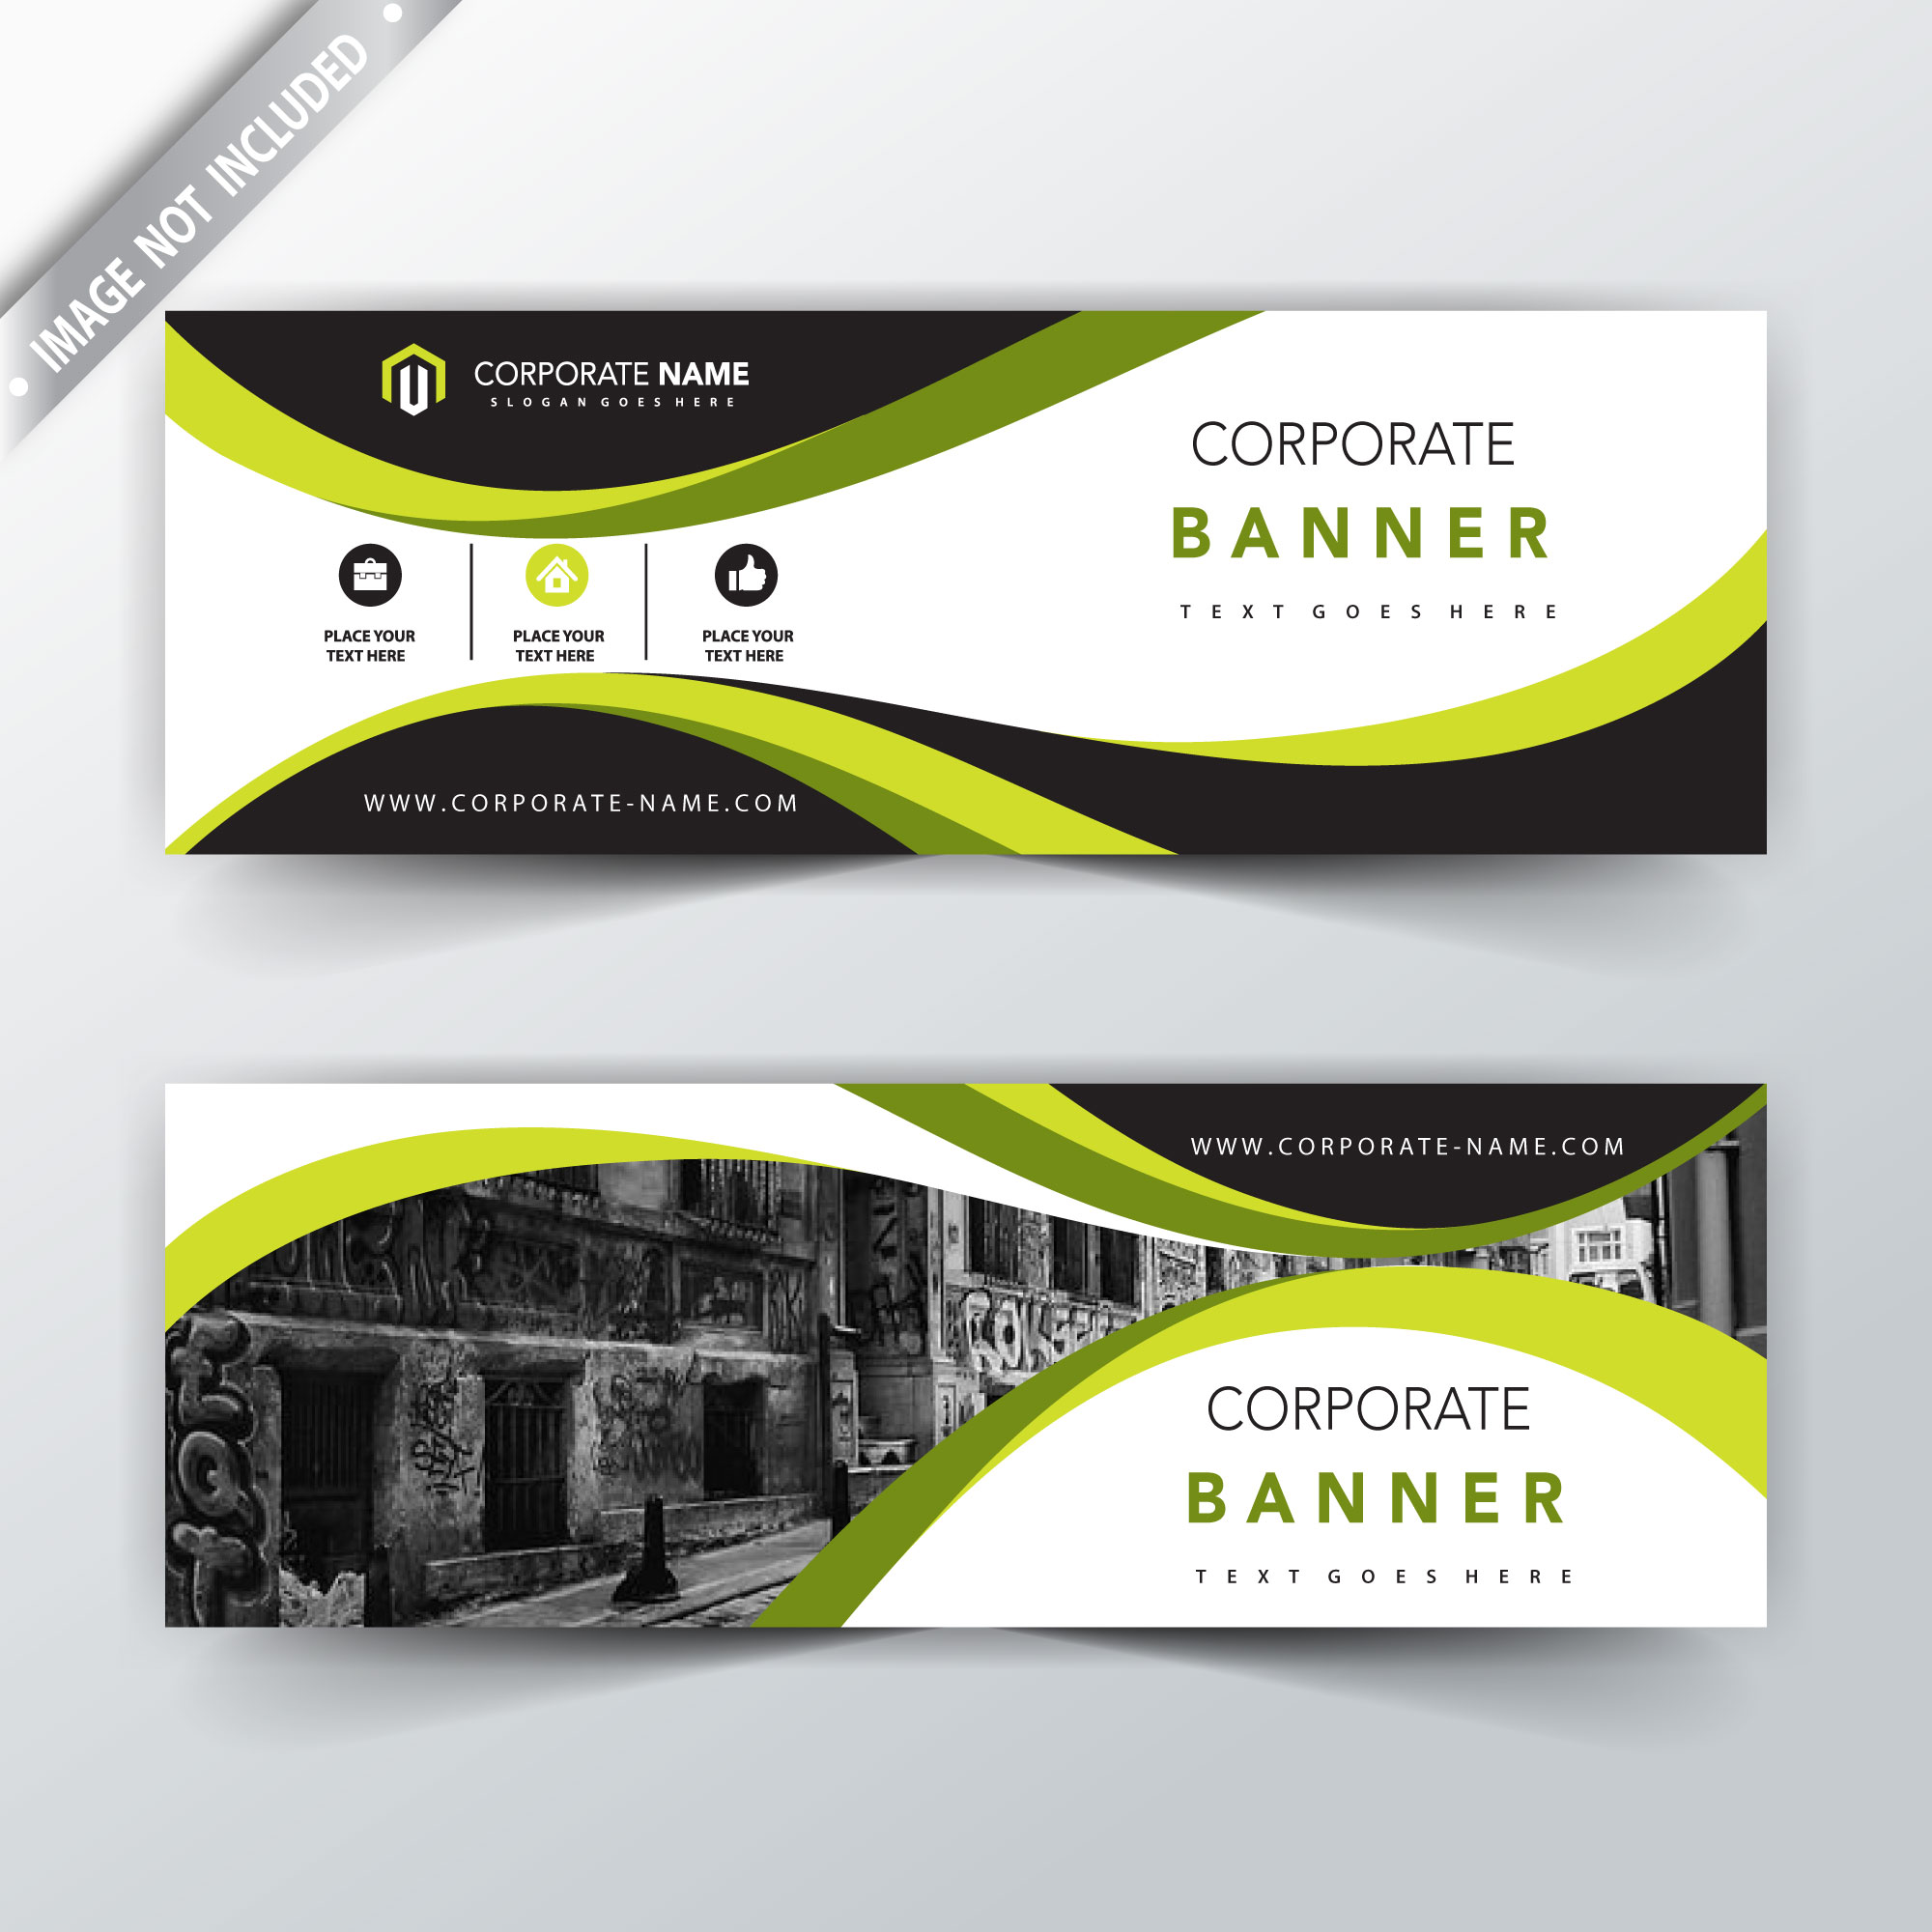 IMAGE NOT INCLUDED
CORPORATE NAME
SLOGAN GOES HERE
CORPORATE
BANNER
TEXT GOES HERE
PLACE YOUR
TEXT HERE
PLACE YOUR
TEXT HERE
PLACE YOUR
TEXT HERE
WWW.CORPORATE-NAME.COM
WWW.CORPORATE-NAME.COM
CORPORATE
BANNER
TEXT GOES HERE